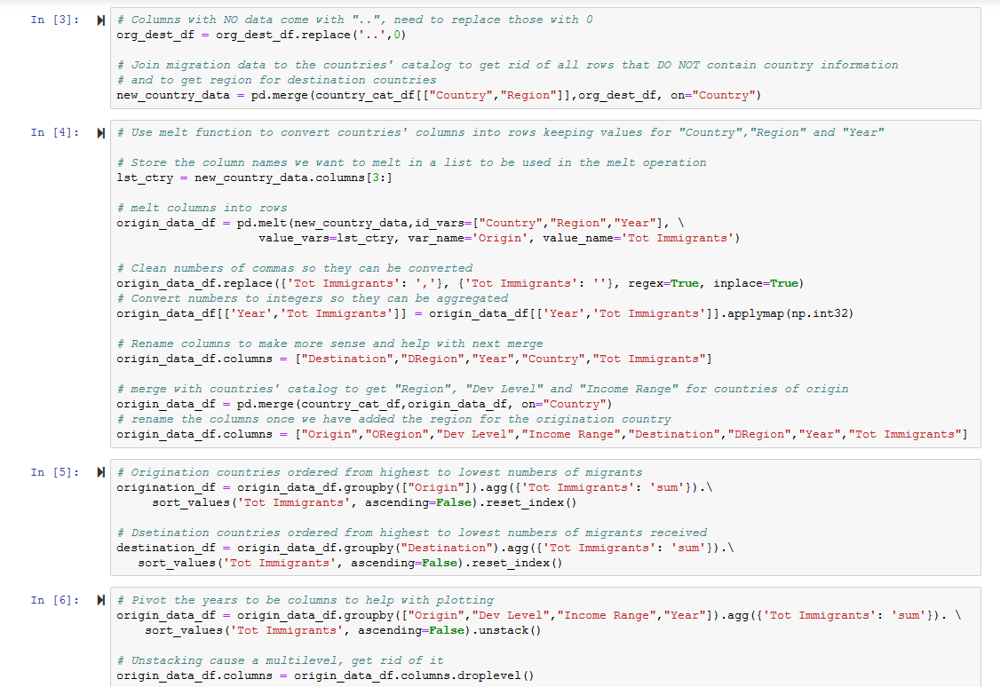 In [3]:
# Columns with NO data come with "..", need to replace those with 0
org_dest_df = org_dest_df.replace('..',0)
# Join migration data to the countries' catalog to get rid of all rows that DO NOT contain country information
# and to get region for destination countries
new_country_data = pd.merge(country_cat_df[["Country","Region"]],org_dest_df, on="Country")
In [4]:
# Use melt function to convert countries' columns into rows keeping values for "Country","Region" and "Year"
# Store the column names we want to melt in a list to be used in the melt operation
lst_ctry = new_country_data.columns[3:]
# melt columns into rows
origin_data_df = pd.melt(new_country_data,id_vars=["Country","Region","Year"], \
value_vars=lst_ctry, var_name='Origin', value_name='Tot Immigrants')
# Clean numbers of commas so they can be converted
origin_data_df.replace({'Tot Immigrants': ','}, {'Tot Immigrants': ''}, regex=True, inplace=True)
# Convert numbers to integers so they can be aggregated
origin_data_df[['Year','Tot Immigrants']] = origin_data_df[['Year','Tot Immigrants']].applymap(np.int32)
# Rename columns to make more sense and help with next merge
origin_data_df.columns = ["Destination","DRegion","Year","Country","Tot Immigrants"]
# merge with countries' catalog to get "Region", "Dev Level" and "Income Range" for countries of origin
origin_data_df = pd.merge(country_cat_df,origin_data_df, on="Country")
# rename the columns once we have added the region for the origination country
origin_data_df.columns = ["Origin","ORegion","Dev Level","Income Range","Destination","DRegion","Year","Tot Immigrants"]
In [5]:
# Origination countries ordered from highest to lowest numbers of migrants
origination_df = origin_data_df.groupby(["Origin"]).agg({'Tot Immigrants': 'sum'}).\
sort_values('Tot Immigrants', ascending=False).reset_index()
# Dsetination countries ordered from highest to lowest numbers of migrants received
destination_df = origin_data_df.groupby("Destination").agg({'Tot Immigrants': 'sum'}).\
sort_values('Tot Immigrants', ascending=False).reset_index()
In [6]:
# Pivot the years to be columns to help with plotting
origin_data_df = origin_data_df.groupby(["Origin","Dev Level","Income Range","Year"]).agg({'Tot Immigrants': 'sum'}). \
sort_values('Tot Immigrants', ascending=False).unstack()
# Unstacking cause a multilevel, get rid of it
origin_data_df.columns = origin_data_df.columns.droplevel()